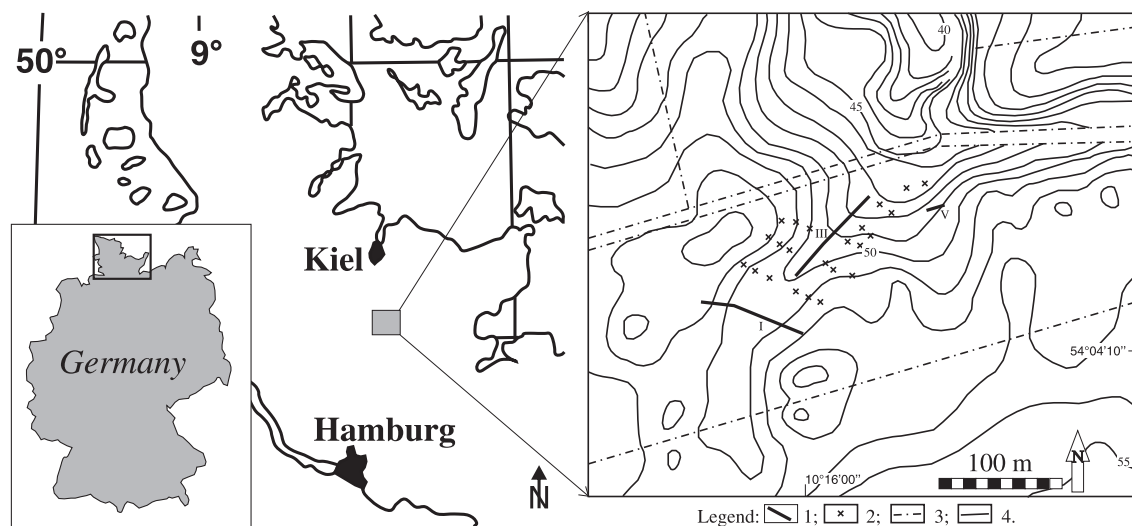 50° 9°
Kiel
Germany
Hamburg
N
40
45
III
V
50
I
54°04'10''
10°16'00''
100 m
N
55
Legend: 1; × 2; 3; 4.